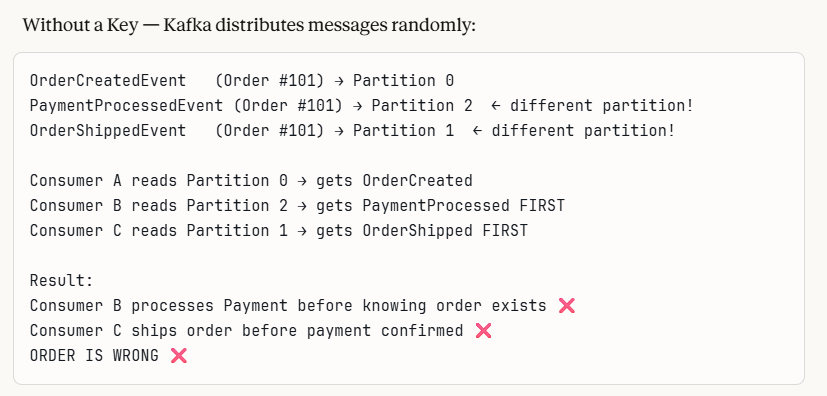 Without a Key — Kafka distributes messages randomly:
OrderCreatedEvent   (Order #101) → Partition 0
PaymentProcessedEvent (Order #101) → Partition 2  ← different partition!
OrderShippedEvent   (Order #101) → Partition 1  ← different partition!
Consumer A reads Partition 0 → gets OrderCreated
Consumer B reads Partition 2 → gets PaymentProcessed FIRST
Consumer C reads Partition 1 → gets OrderShipped FIRST
Result:
Consumer B processes Payment before knowing order exists ❌
Consumer C ships order before payment confirmed ❌
ORDER IS WRONG ❌